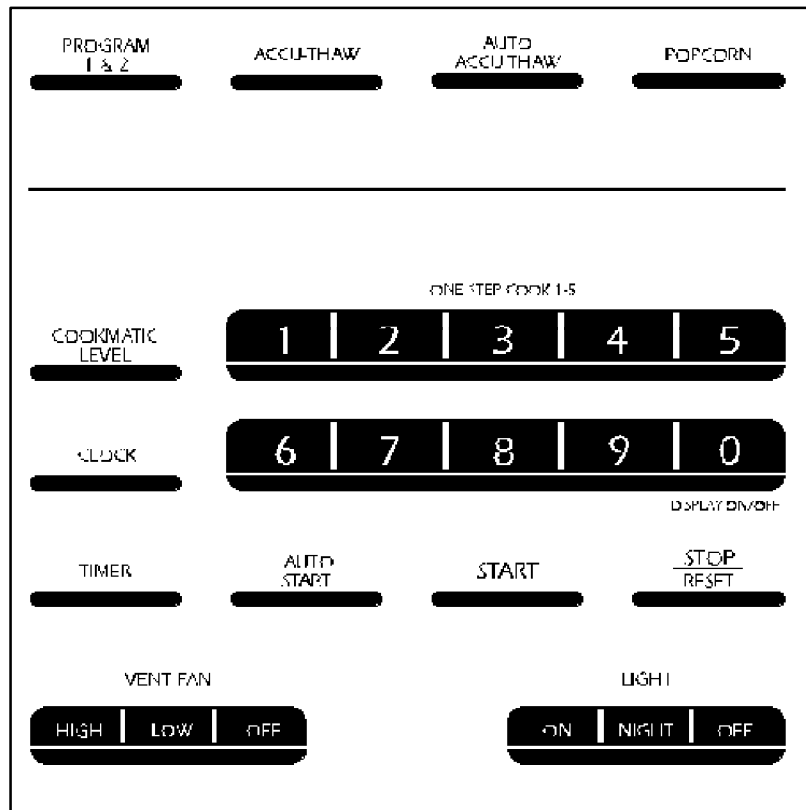 PROGRAM
1 & 2
ACCU-THAW
AUTO
ACCU THAW
POPCORN
ONE STEP COOK 1-5
COOKMATIC
LEVEL
1 2 3 4 5
CLOCK
6 7 8 9 0
DISPLAY ON/OFF
TIMER
AUTO
START
START
STOP
RESET
VENT FAN
LIGHT
HIGH LOW OFF
ON NIGHT OFF